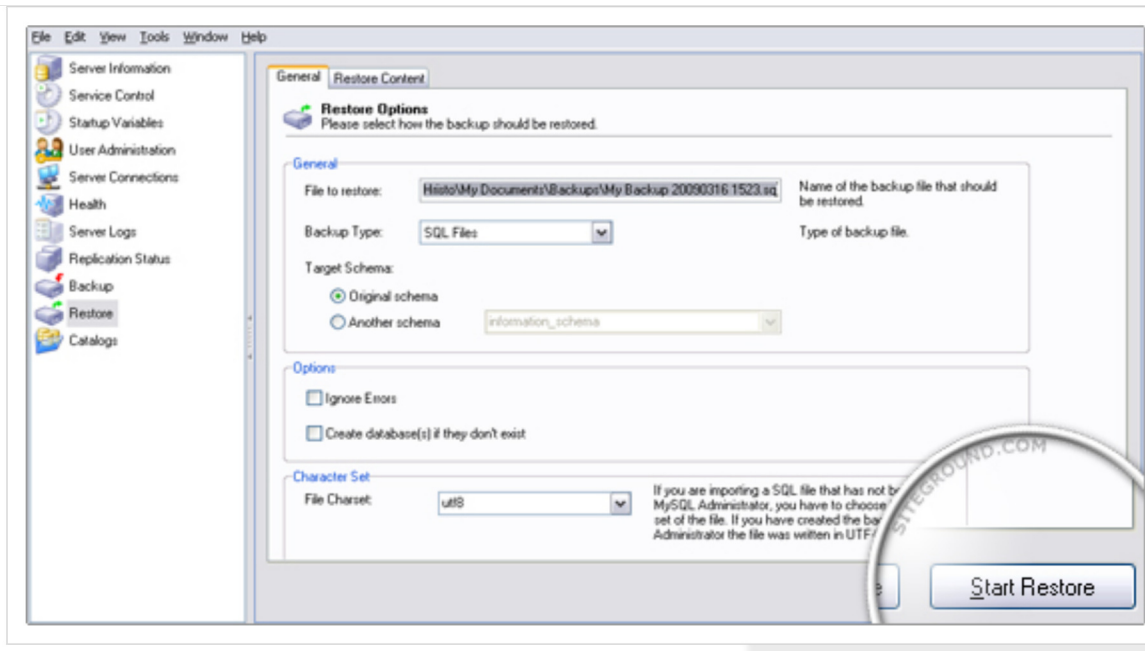 File Edit View Tools Window Help
Server Information
Service Control
Startup Variables
User Administration
Server Connections
Health
Server Logs
Replication Status
Backup
Restore
Catalogs
General Restore Content
Restore Options
Please select how the backup should be restored.
General
File to restore: Hristo\My Documents\Backups\My Backup 20090316 1523.sq Name of the backup file that should
be restored.
Backup Type: SQL Files Type of backup file.
Target Schema:
Original schema
Another schema information_schema
Options
Ignore Errors
Create database(s) if they don't exist
Character Set
File Charset: utf8
If you are importing a SQL file that has not be
MySQL Administrator, you have to choose
set of the file. If you have created the bac
Administrator the file was written in UTF
SITEGROUND.COM
Start Restore